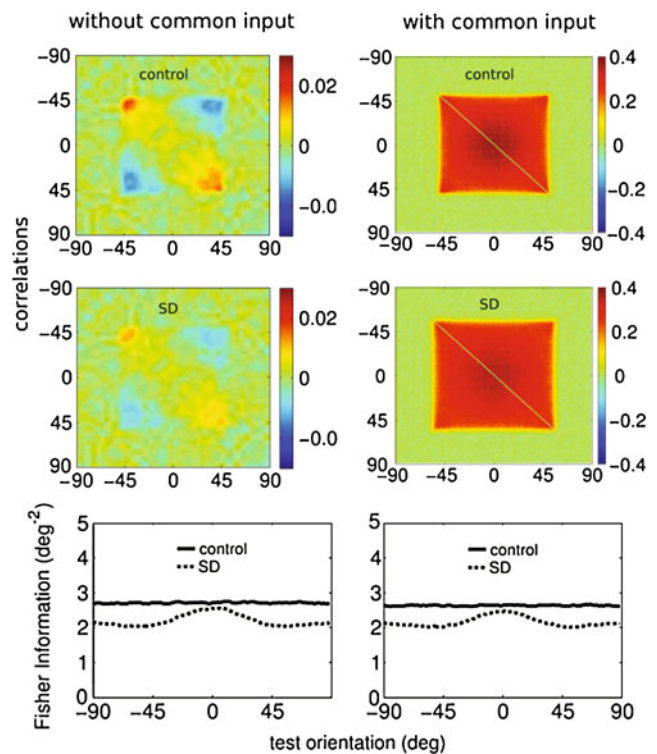 without common input
with common input
correlations
control
−90
−45
0
45
90
−90 −45 0 45 90
0.02
0
−0.0
control
−90
−45
0
45
90
−90 −45 0 45 90
0.4
0.2
0
−0.2
−0.4
SD
−90
−45
0
45
90
−90 −45 0 45 90
0.02
0
−0.0
SD
−90
−45
0
45
90
−90 −45 0 45 90
0.4
0.2
0
−0.2
−0.4
Fisher Information (deg⁻²)
5
4
3
2
1
0
control
SD
−90 −45 0 45
5
4
3
2
1
0
control
SD
−90 −45 0 45 90
test orientation (deg)